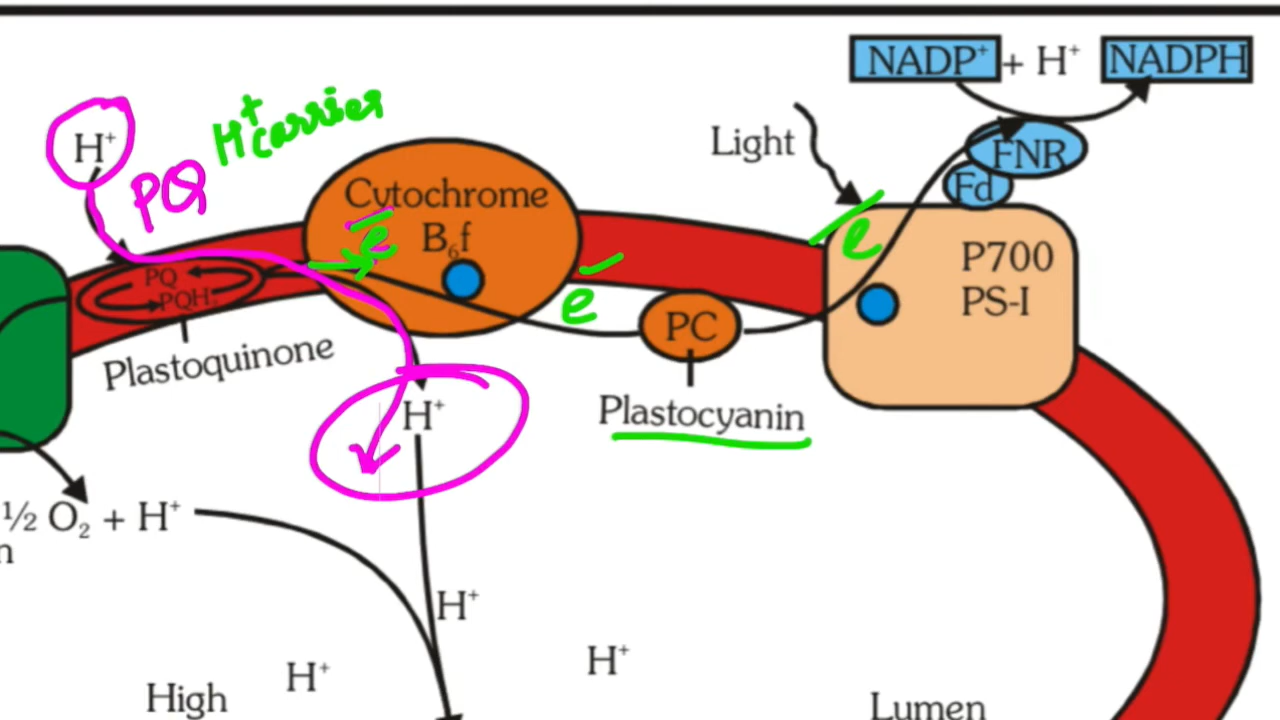 NADP⁺ + H⁺ NADPH
H⁺
H⁺ carrier
PQ
Light
FNR
Fd
Cytochrome
B₆f
e
e
e
P700
PS-I
PQ
PQH₂
PC
Plastoquinone
Plastocyanin
H⁺
½ O₂ + H⁺
n
H⁺
H⁺
H⁺
High
Lumen